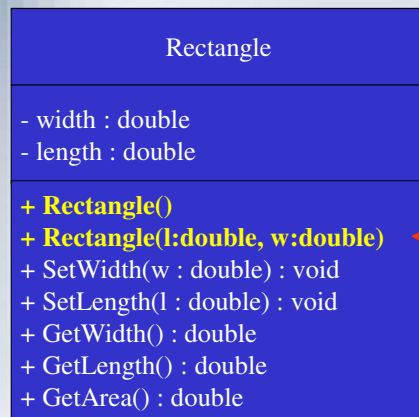 Rectangle
- width : double
- length : double
+ Rectangle()
+ Rectangle(l:double, w:double)
+ SetWidth(w : double) : void
+ SetLength(l : double) : void
+ GetWidth() : double
+ GetLength() : double
+ GetArea() : double